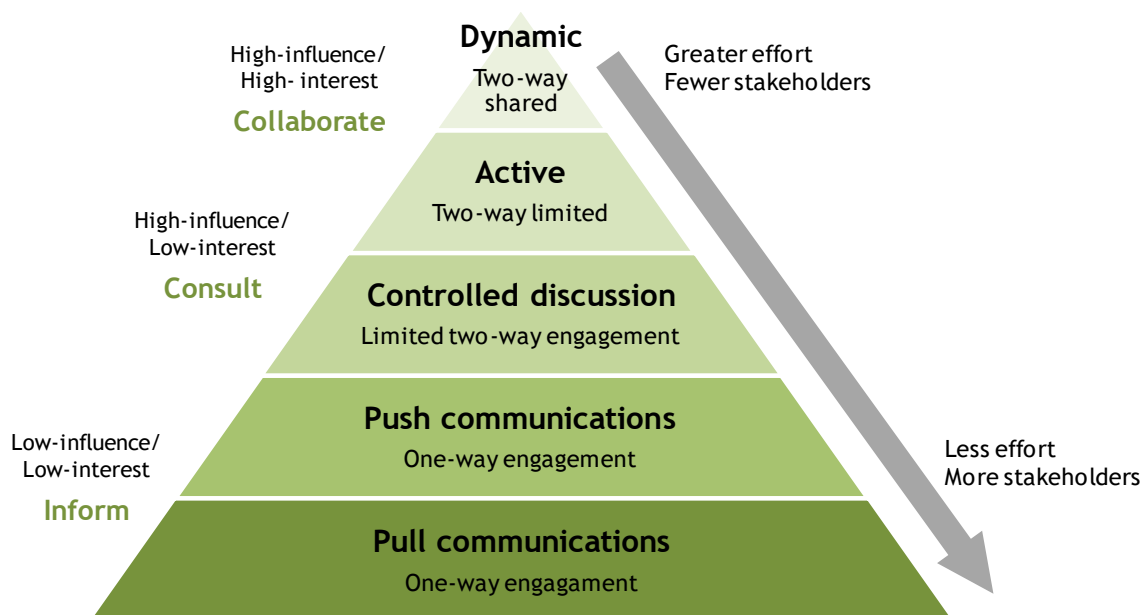 Dynamic
Two-way
shared
High-influence/
High- interest
Collaborate
Greater effort
Fewer stakeholders
Active
Two-way limited
High-influence/
Low-interest
Consult
Controlled discussion
Limited two-way engagement
Push communications
One-way engagement
Low-influence/
Low-interest
Inform
Less effort
More stakeholders
Pull communications
One-way engagament